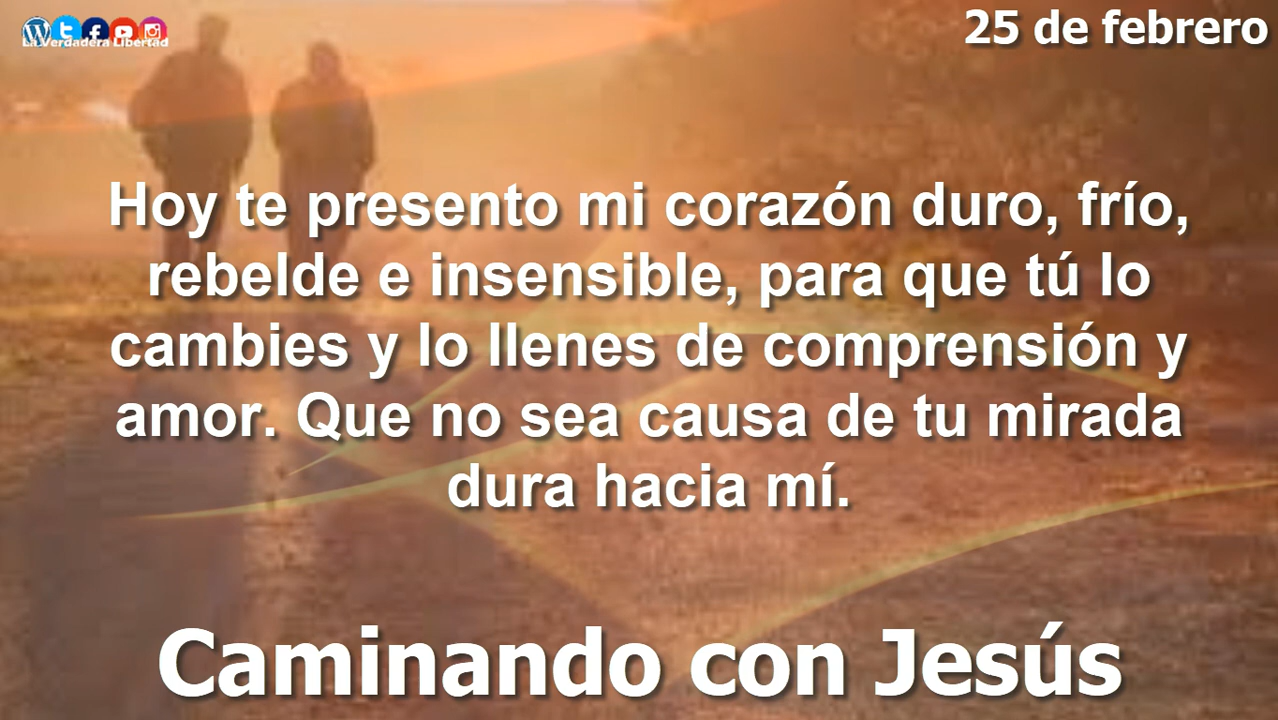 La Verdadera Libertad
25 de febrero
Hoy te presento mi corazón duro, frío,
rebelde e insensible, para que tú lo
cambies y lo llenes de comprensión y
amor. Que no sea causa de tu mirada
dura hacia mí.
Caminando con Jesús